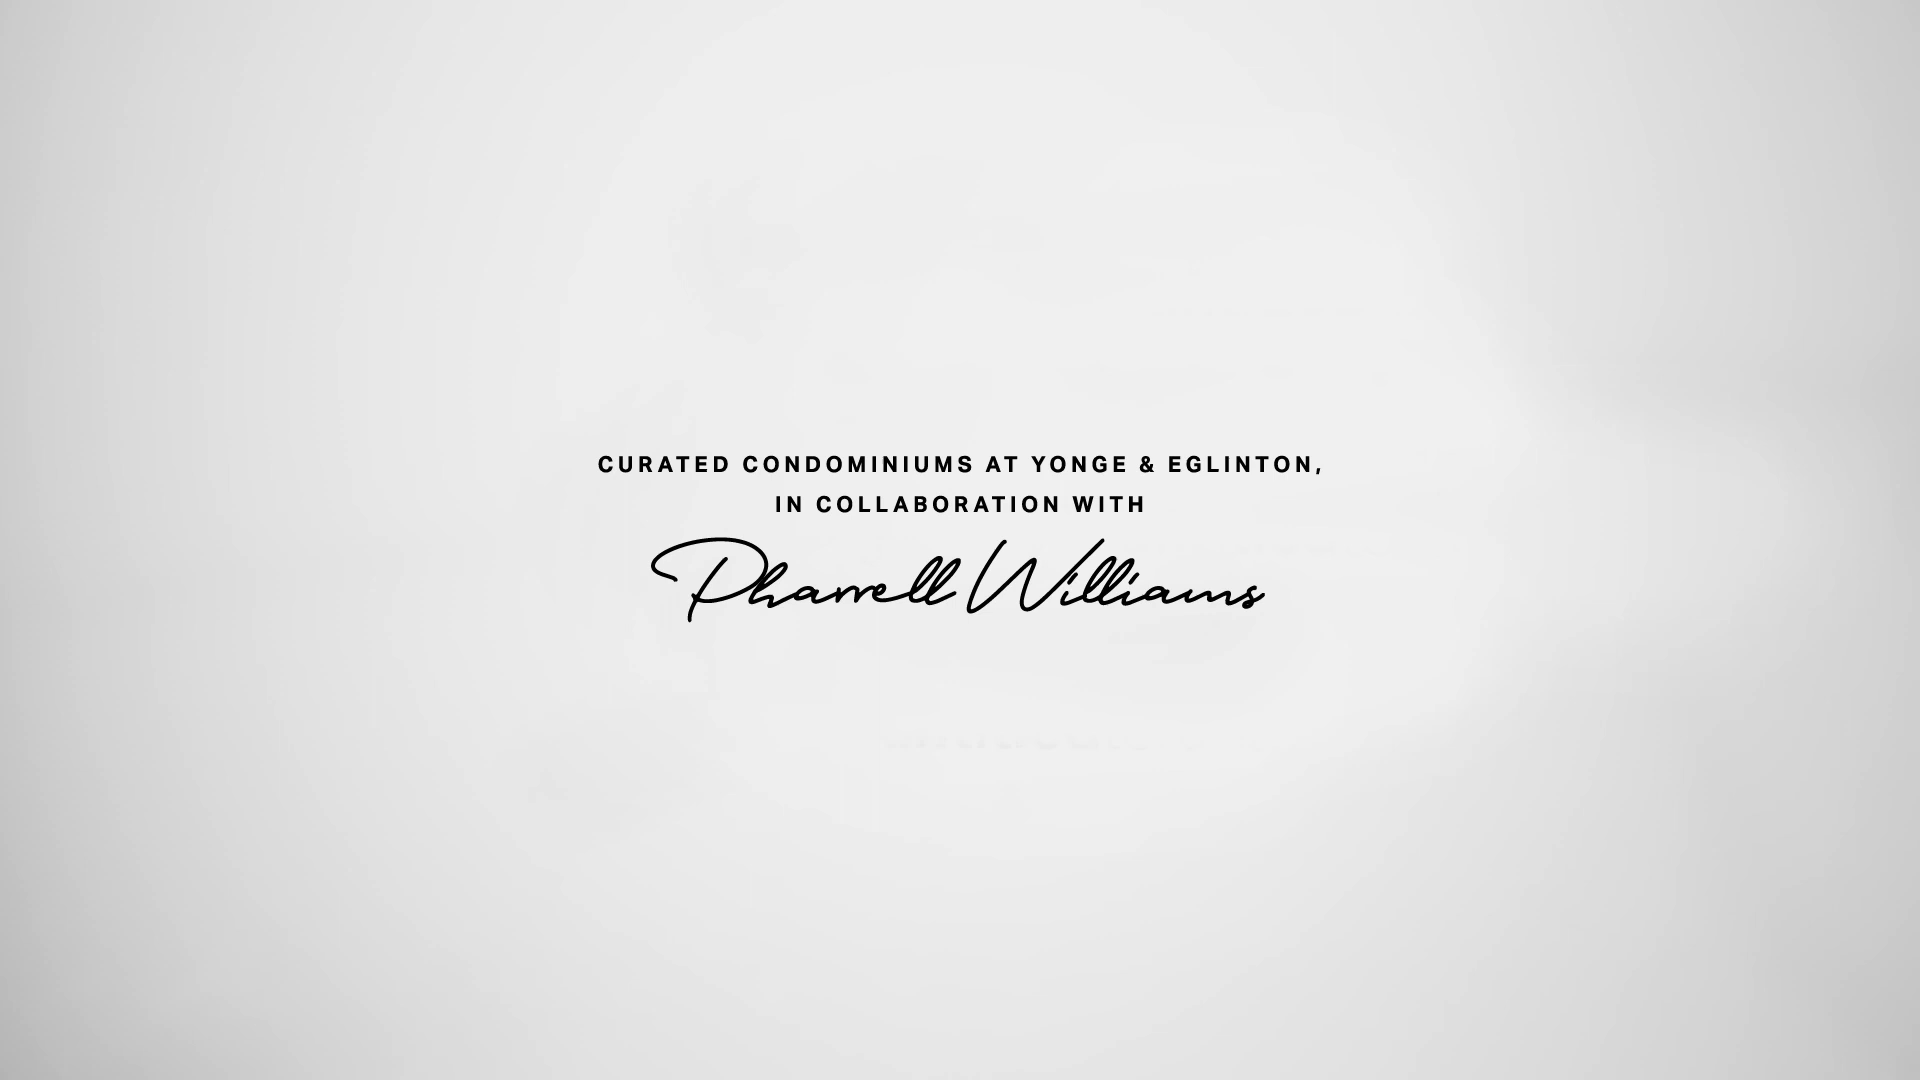 CURATED CONDOMINIUMS AT YONGE & EGLINTON,
IN COLLABORATION WITH
Pharrell Williams